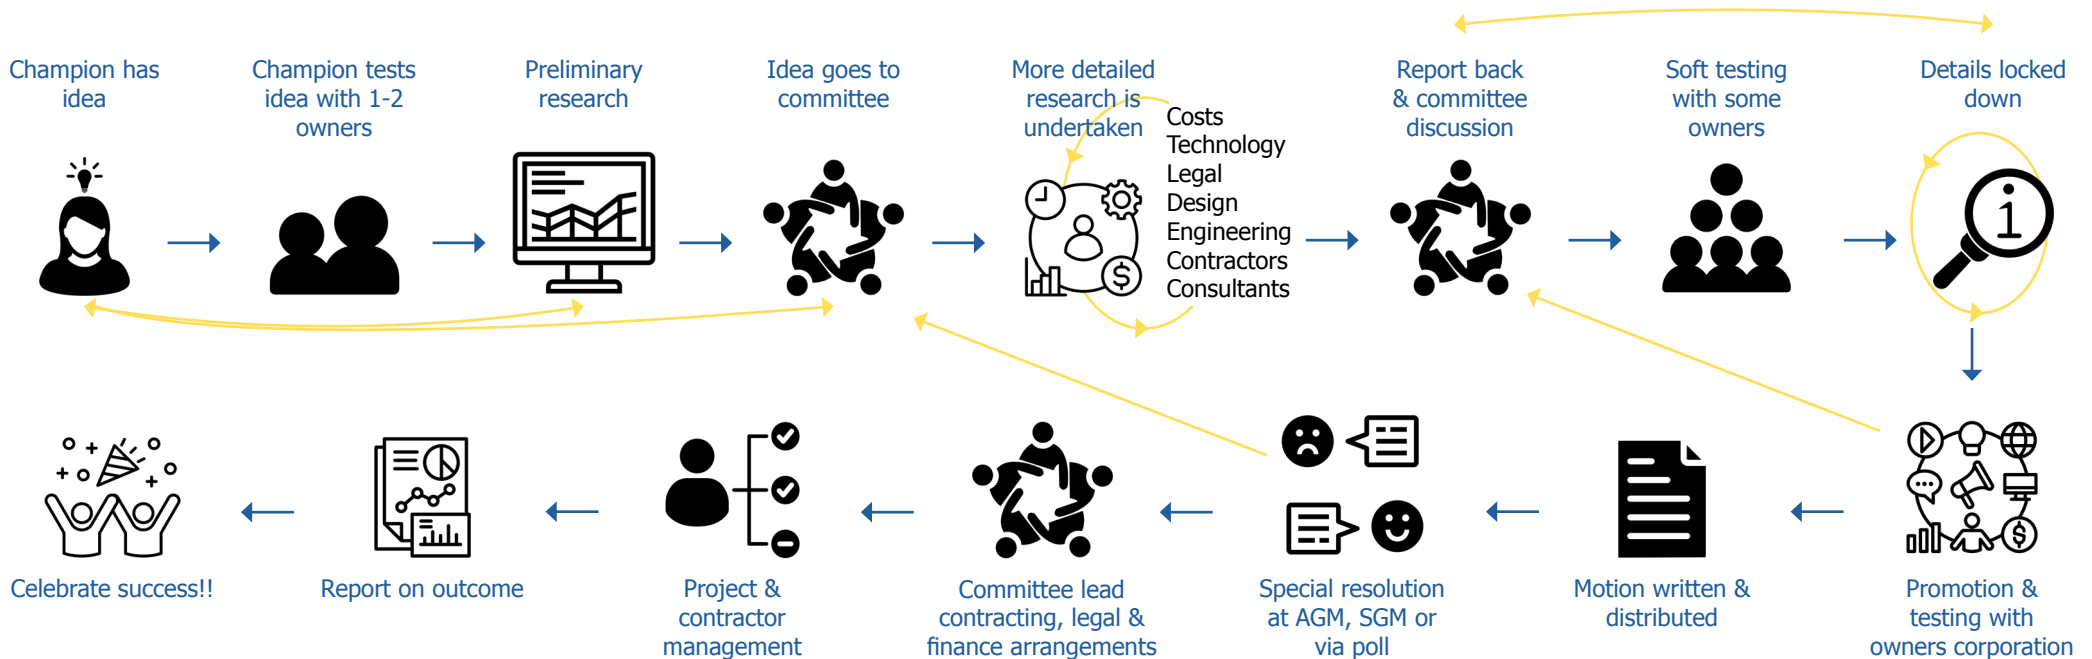 Champion has
idea
Champion tests
idea with 1-2
owners
Preliminary
research
Idea goes to
committee
More detailed
research is
undertaken
Costs
Technology
Legal
Design
Engineering
Contractors
Consultants
Report back
& committee
discussion
Soft testing
with some
owners
Details locked
down
Celebrate success!!
Report on outcome
Project &
contractor
management
Committee lead
contracting, legal &
finance arrangements
Special resolution
at AGM, SGM or
via poll
Motion written &
distributed
Promotion &
testing with
owners corporation